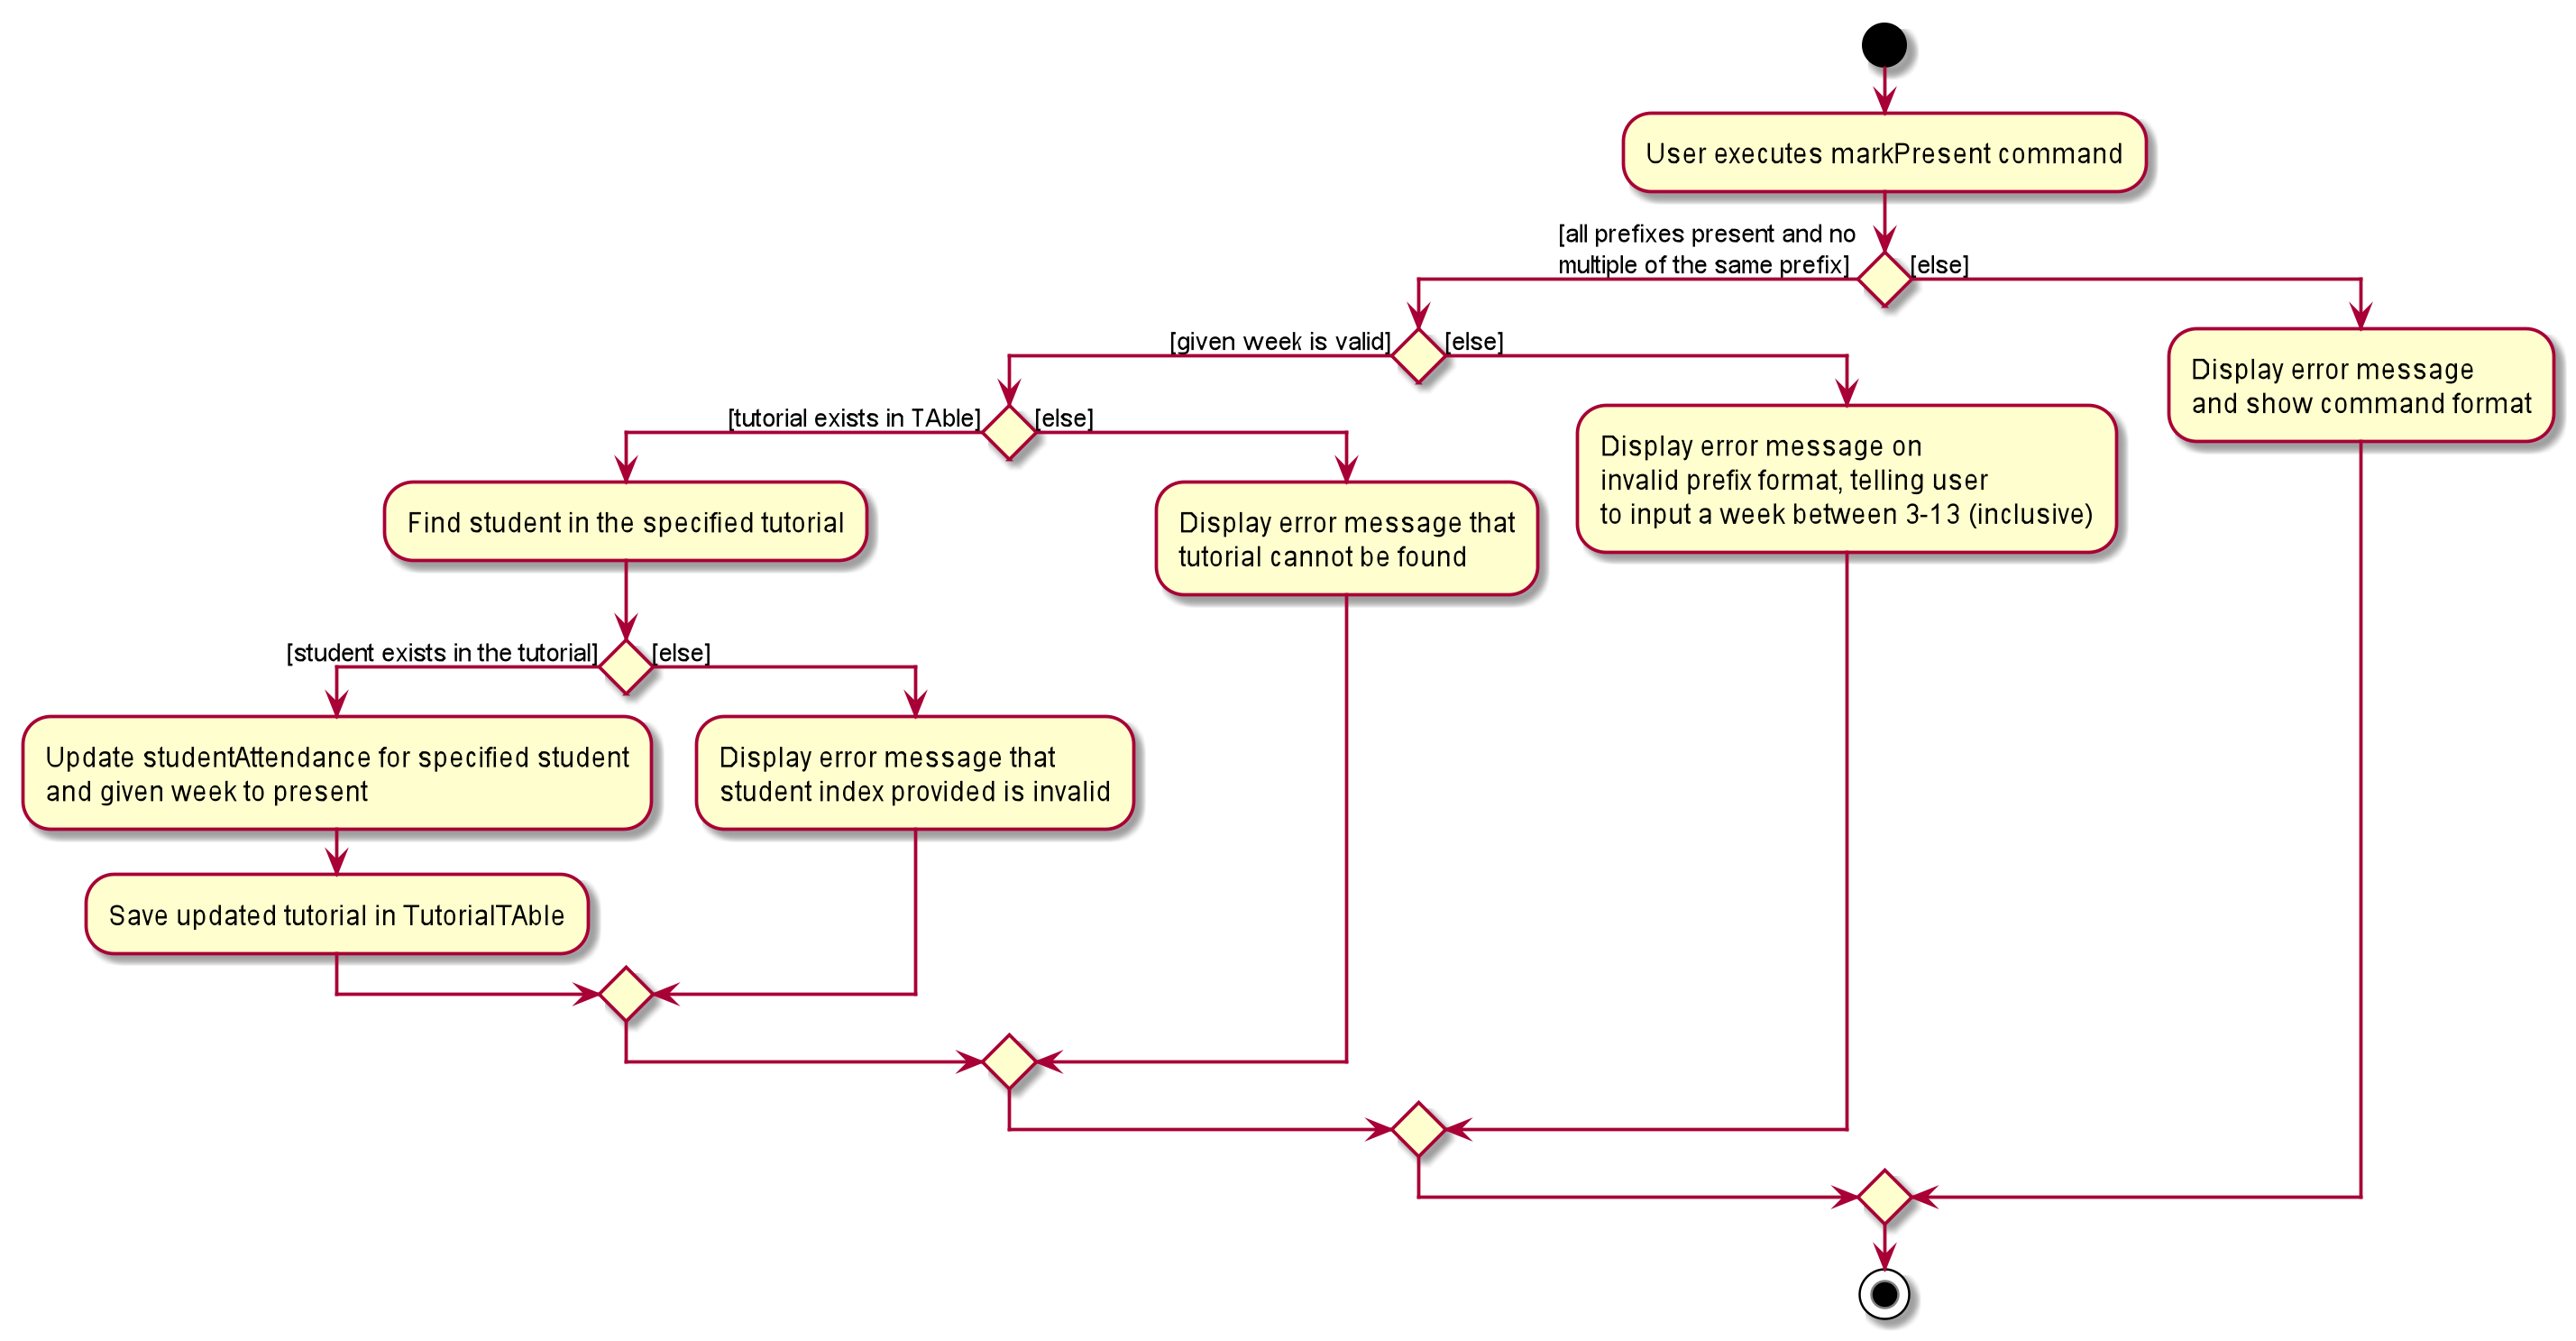 User executes markPresent command
[all prefixes present and no
multiple of the same prefix]
[else]
[given week is valid]
[else]
Display error message
and show command format
[tutorial exists in TAble]
[else]
Display error message on
invalid prefix format, telling user
to input a week between 3-13 (inclusive)
Find student in the specified tutorial
Display error message that
tutorial cannot be found
[student exists in the tutorial]
[else]
Update studentAttendance for specified student
and given week to present
Display error message that
student index provided is invalid
Save updated tutorial in TutorialTAble